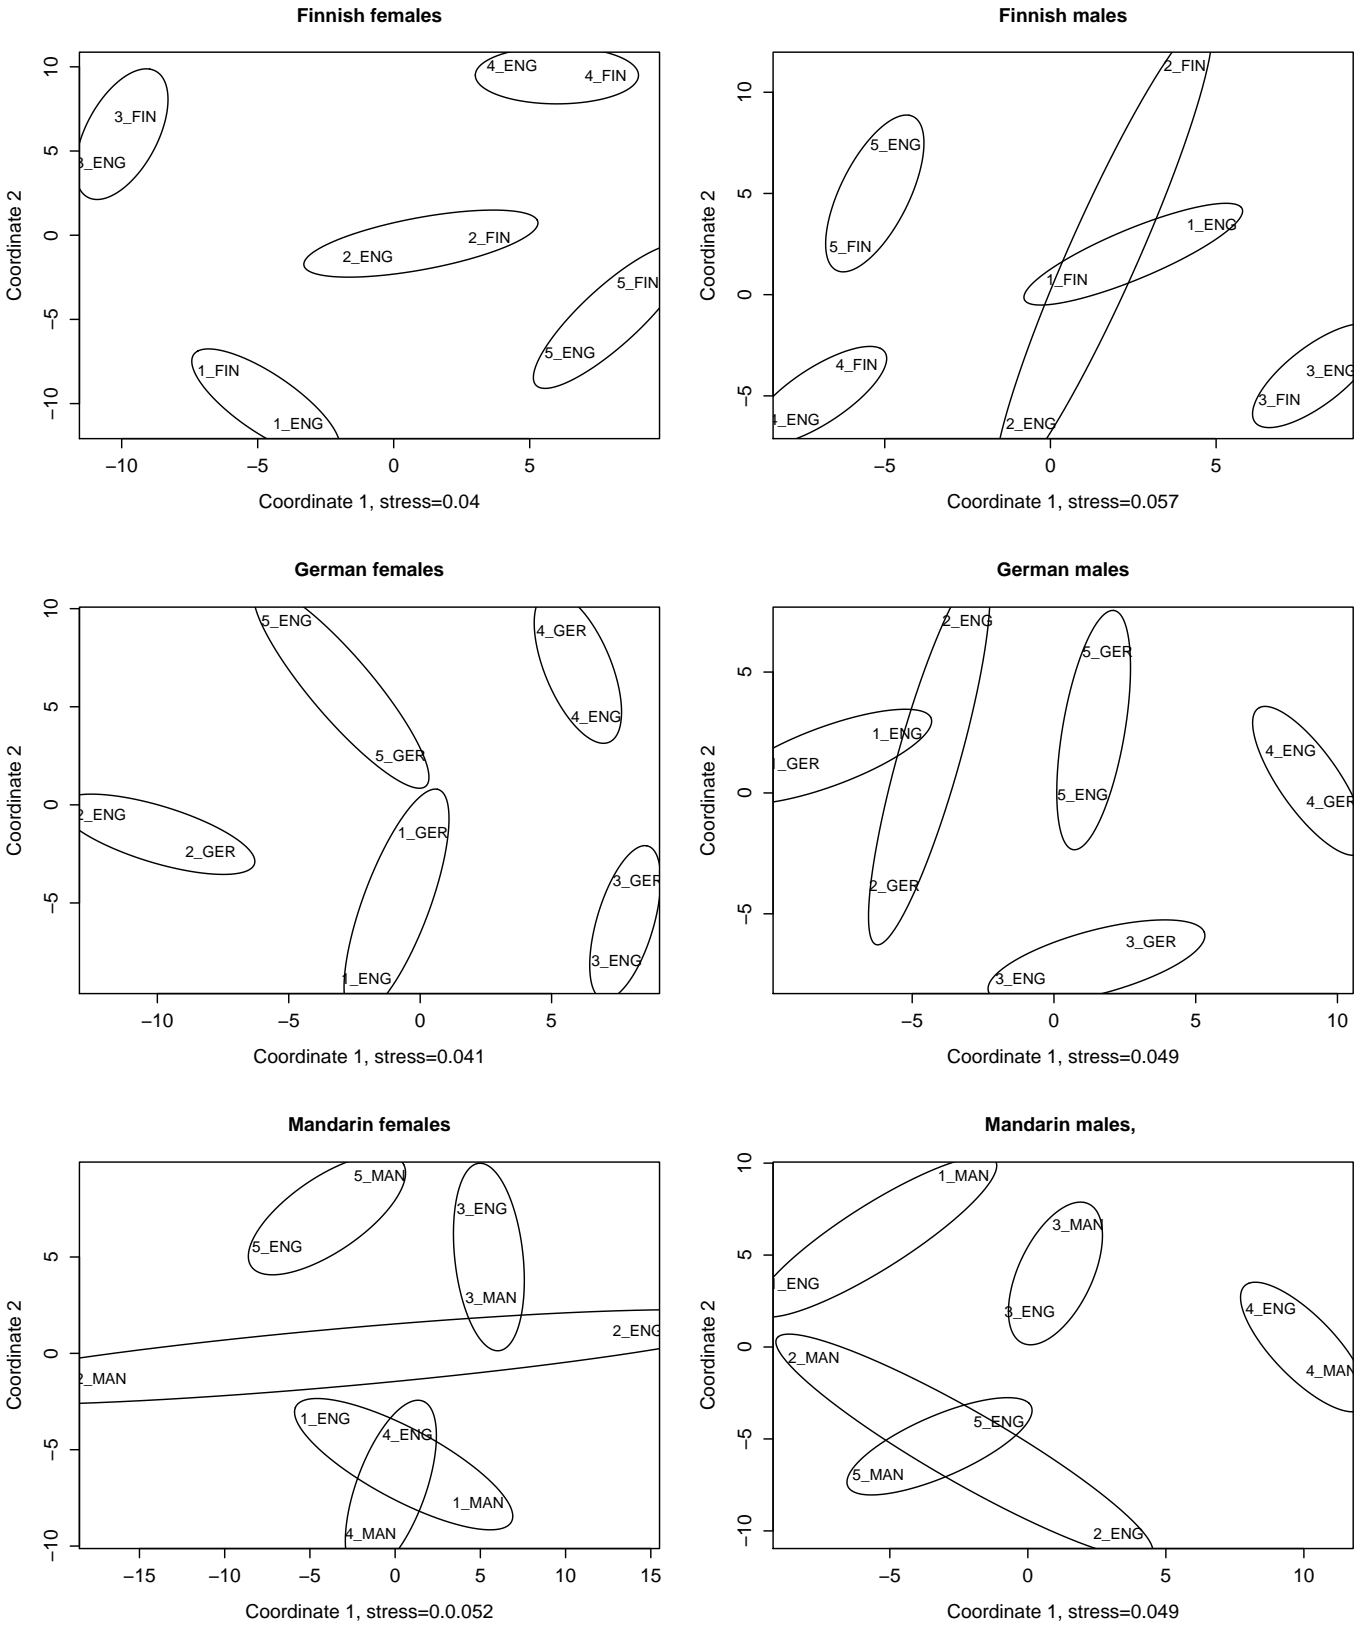 Finnish females
Coordinate 2
10
5
0
−5
−10
4_ENG
4_FIN
3_FIN
3_ENG
2_FIN
2_ENG
5_FIN
5_ENG
1_FIN
1_ENG
−10
−5
0
5
Coordinate 1, stress=0.04
Finnish males
Coordinate 2
10
5
0
−5
2_FIN
5_ENG
1_ENG
5_FIN
1_FIN
4_FIN
3_ENG
3_FIN
4_ENG
2_ENG
−5
0
5
Coordinate 1, stress=0.057
German females
Coordinate 2
10
5
0
−5
5_ENG
4_GER
4_ENG
5_GER
2_ENG
1_GER
2_GER
3_GER
3_ENG
1_ENG
−10
−5
0
5
Coordinate 1, stress=0.041
German males
Coordinate 2
5
0
−5
2_ENG
5_GER
1_ENG
4_ENG
1_GER
5_ENG
4_GER
2_GER
3_GER
3_ENG
−5
0
5
10
Coordinate 1, stress=0.049
Mandarin females
Coordinate 2
5
0
−5
−10
5_MAN
3_ENG
5_ENG
3_MAN
2_ENG
2_MAN
1_ENG
4_ENG
1_MAN
4_MAN
−15
−10
−5
0
5
10
15
Coordinate 1, stress=0.0.052
Mandarin males,
Coordinate 2
10
5
0
−5
−10
1_MAN
3_MAN
1_ENG
3_ENG
4_ENG
2_MAN
4_MAN
5_ENG
5_MAN
2_ENG
−5
0
5
10
Coordinate 1, stress=0.049